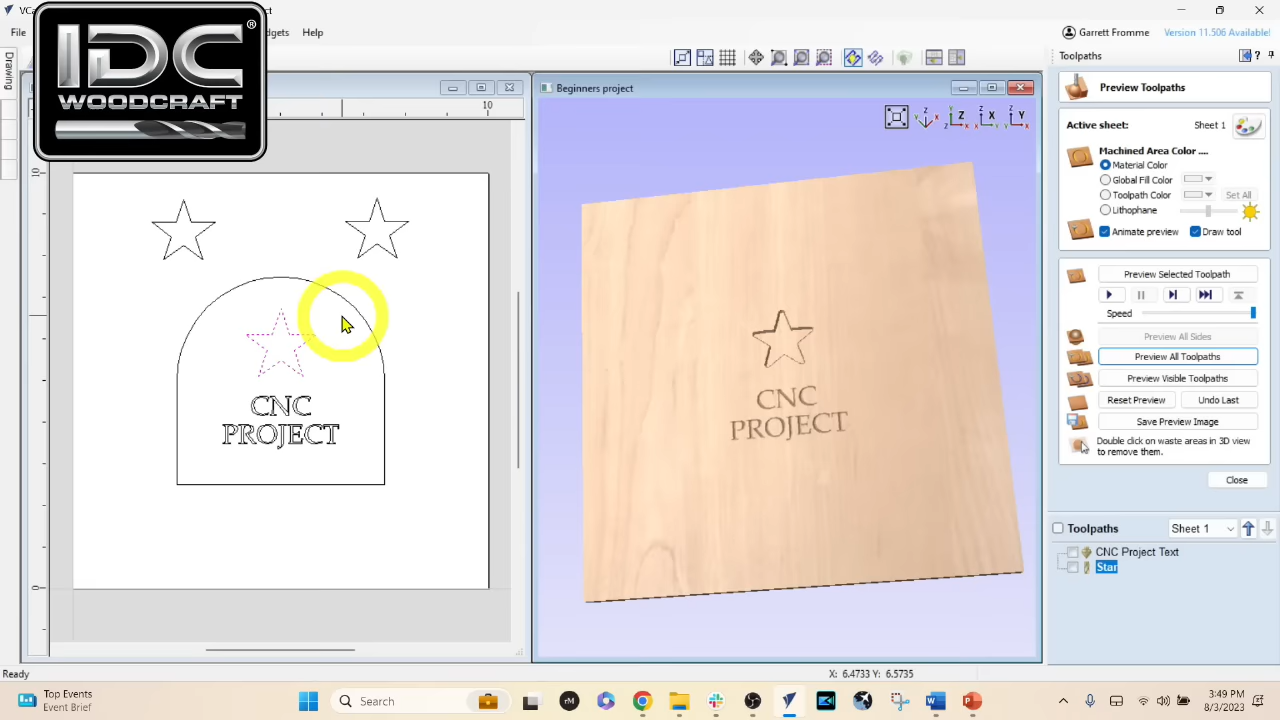 VC
ct
Garrett Fromme
Version 11.506 Available!
File
dgets
Help
IDC
®
WOODCRAFT
Drawing
Toolpaths
?
Beginners project
10
10
0
CNC
PROJECT
Z
X
Y
Z
X
Y
CNC
PROJECT
Preview Toolpaths
Active sheet:
Sheet 1
Machined Area Color ....
Material Color
Global Fill Color
Toolpath Color
Set All
Lithophane
Animate preview
Draw tool
Preview Selected Toolpath
Speed
Preview All Sides
Preview All Toolpaths
Preview Visible Toolpaths
Reset Preview
Undo Last
Save Preview Image
Double click on waste areas in 3D view
to remove them.
Close
Toolpaths
Sheet 1
CNC Project Text
Star
Ready
X: 6.4733 Y: 6.5735
Top Events
Event Brief
Search
rM
3:49 PM
8/3/2023